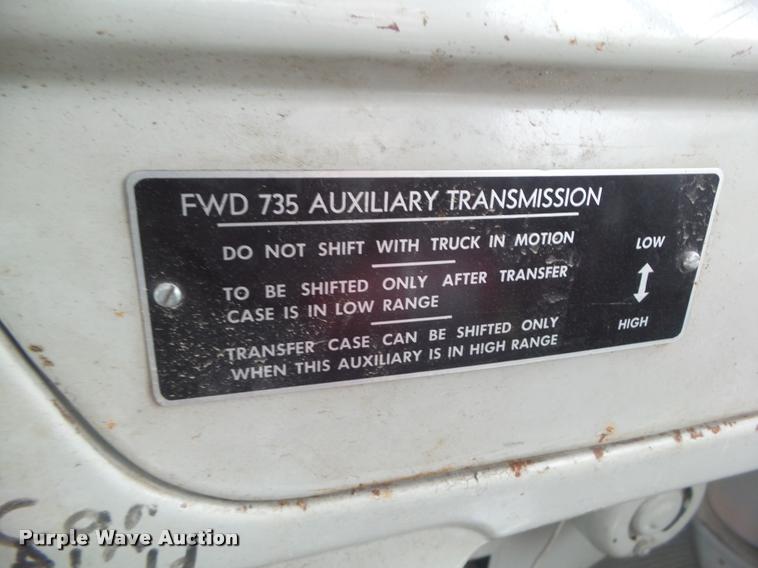 FWD 735 AUXILIARY TRANSMISSION
DO NOT SHIFT WITH TRUCK IN MOTION
TO BE SHIFTED ONLY AFTER TRANSFER
CASE IS IN LOW RANGE
TRANSFER CASE CAN BE SHIFTED ONLY
WHEN THIS AUXILIARY IS IN HIGH RANGE
LOW
HIGH
Purple Wave Auction